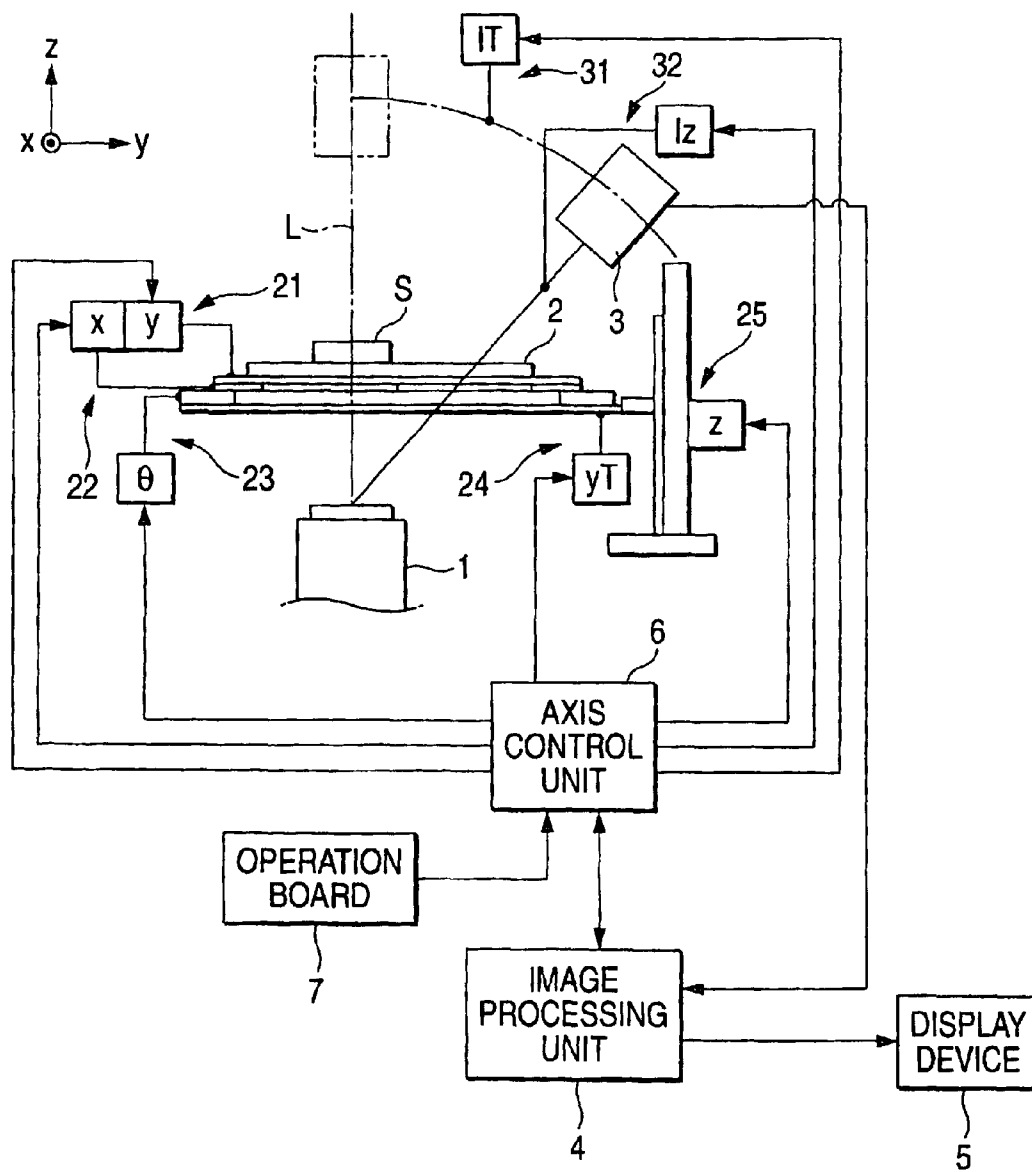 IT
31
z
32
x
y
Iz
L
21
S
2
3
25
x
y
z
22
θ
23
24
yT
1
6
AXIS
CONTROL
UNIT
OPERATION
BOARD
7
IMAGE
PROCESSING
UNIT
DISPLAY
DEVICE
4
5